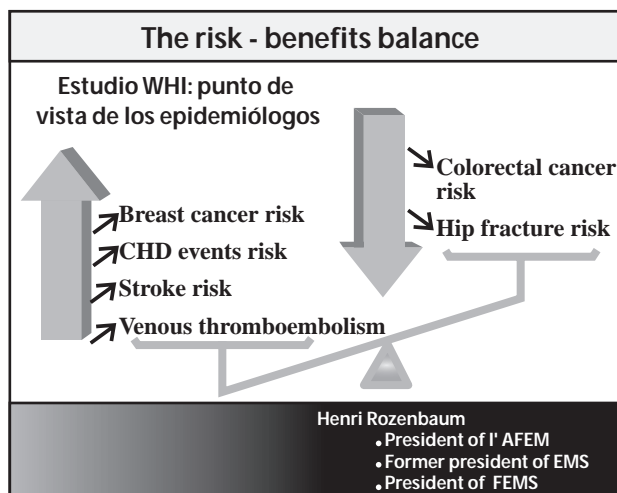 The risk - benefits balance
Estudio WHI: punto de
vista de los epidemiólogos
Breast cancer risk
CHD events risk
Stroke risk
Venous thromboembolism
Colorectal cancer
risk
Hip fracture risk
Henri Rozenbaum
• President of l' AFEM
• Former president of EMS
• President of FEMS